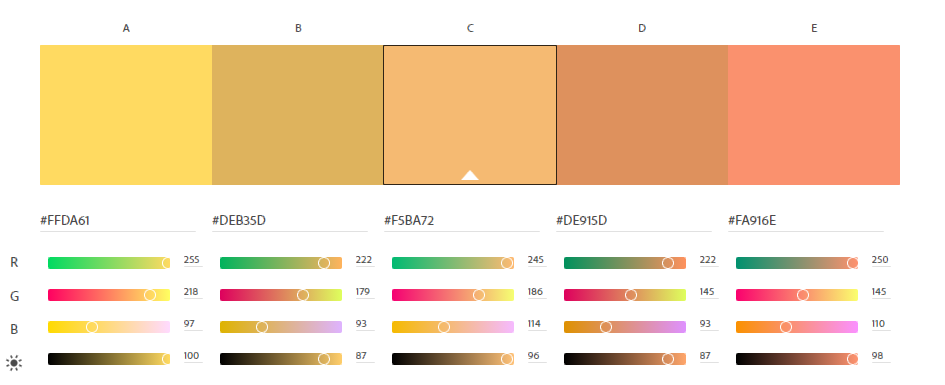 A B C D E
#FFDA61 #DEB35D #F5BA72 #DE915D #FA916E
R 255 222 245 222 250
G 218 179 186 145 145
B 97 93 114 93 110
100 87 96 87 98